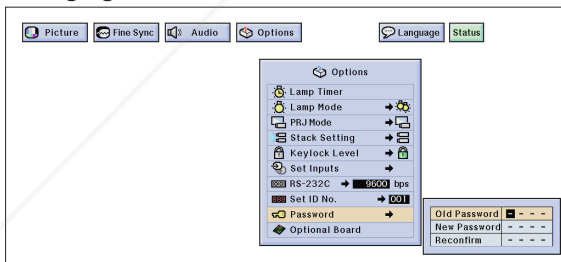 Picture Fine Sync Audio Options Language Status
Options
Lamp Timer
Lamp Mode
PRJ Mode
Stack Setting
Keylock Level
Set Inputs
RS-232C 9600 bps
Set ID No. 001
Password
Optional Board
Old Password - - - -
New Password - - - -
Reconfirm - - - -